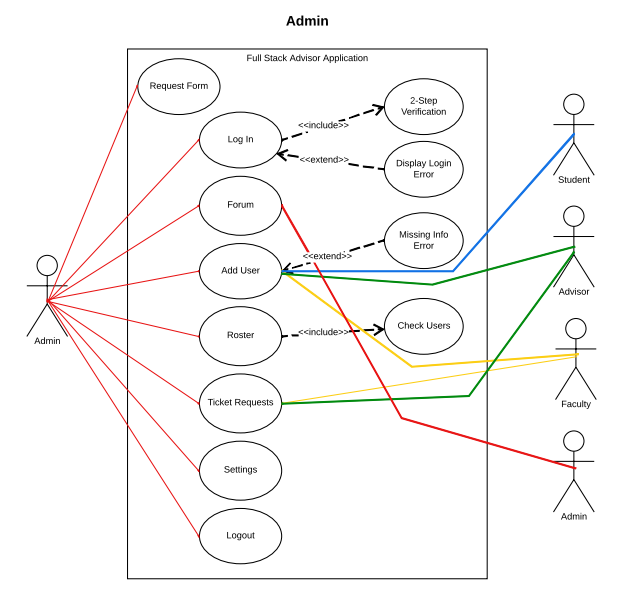 Admin
Full Stack Advisor Application
Request Form
Log In
<<include>>
2-Step
Verification
<<extend>>
Display Login
Error
Forum
Add User
<<extend>>
Missing Info
Error
Roster
<<include>>
Check Users
Ticket Requests
Settings
Logout
Admin
Student
Advisor
Faculty
Admin